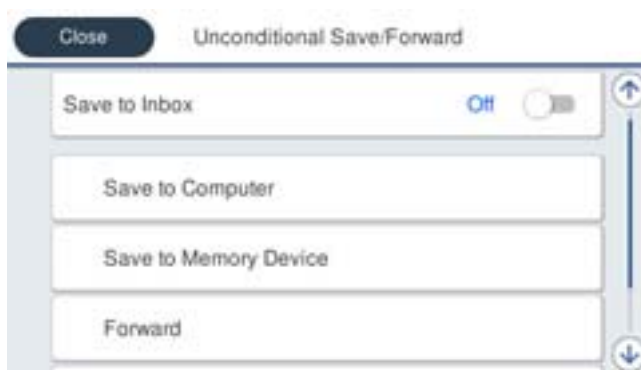 Close Unconditional Save/Forward
Save to Inbox Off
Save to Computer
Save to Memory Device
Forward